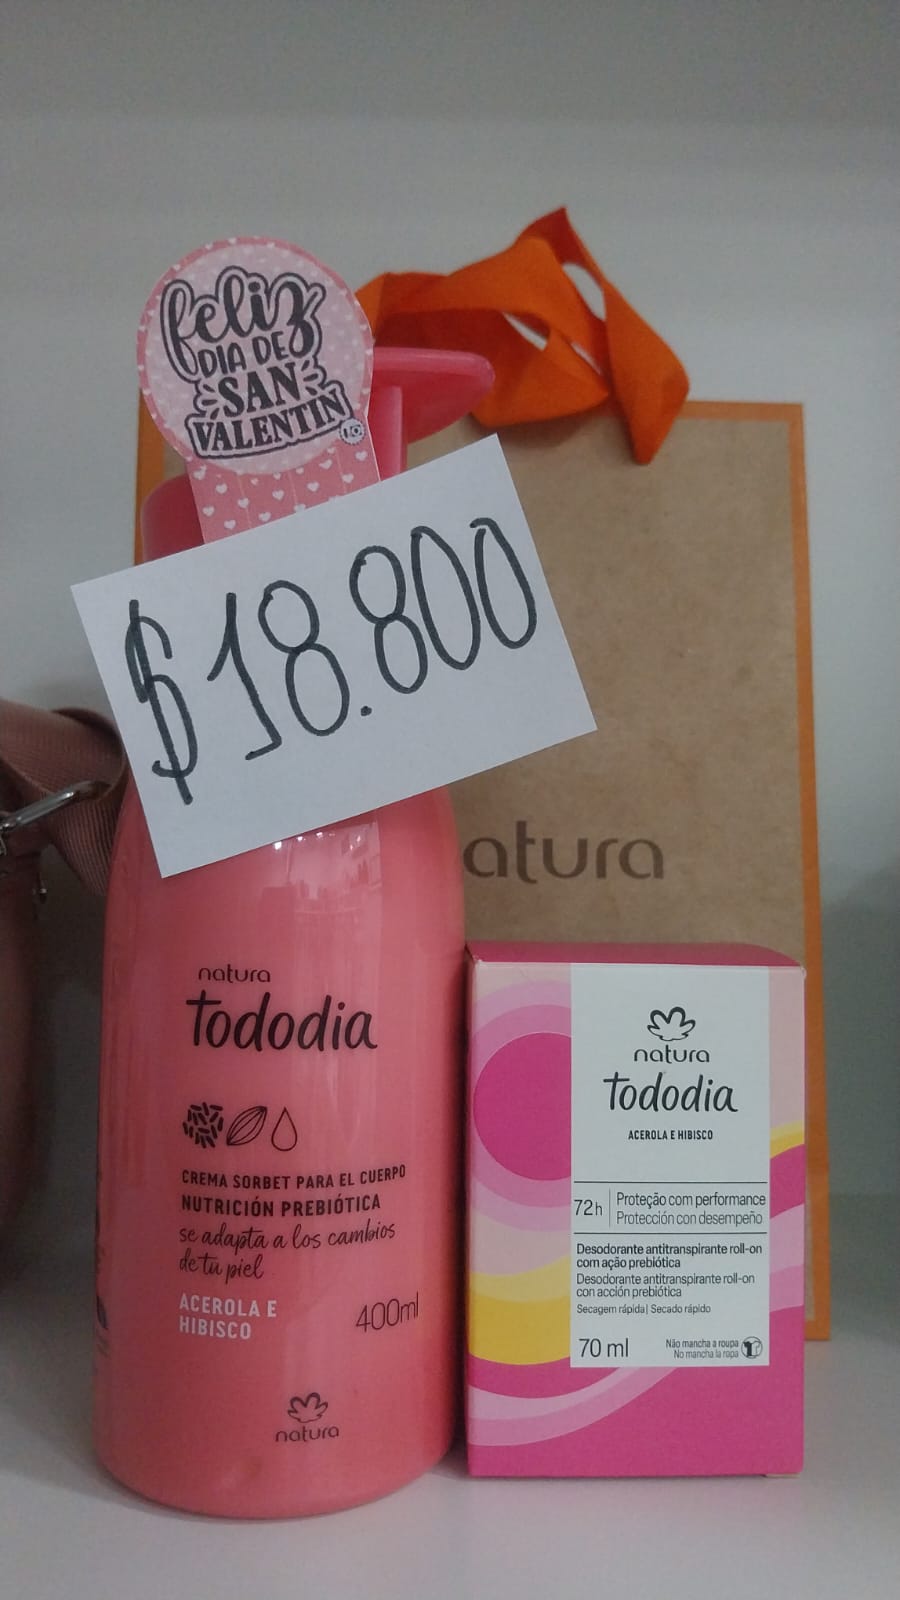 feliz
DIA DE
SAN
VALENTIN
$18.800
atura
natura
tododia
CREMA SORBET PARA EL CUERPO
NUTRICIÓN PREBIÓTICA
se adapta a los cambios
de tu piel
ACEROLA E
HIBISCO
400ml
natura
natura
tododia
ACEROLA E HIBISCO
72h
Proteção com performance
Protección con desempeño
Desodorante antitranspirante roll-on
com ação prebiótica
Desodorante antitranspirante roll-on
con acción prebiótica
Secagem rápida | Secado rápido
70 ml
Não mancha a roupa
No mancha la ropa